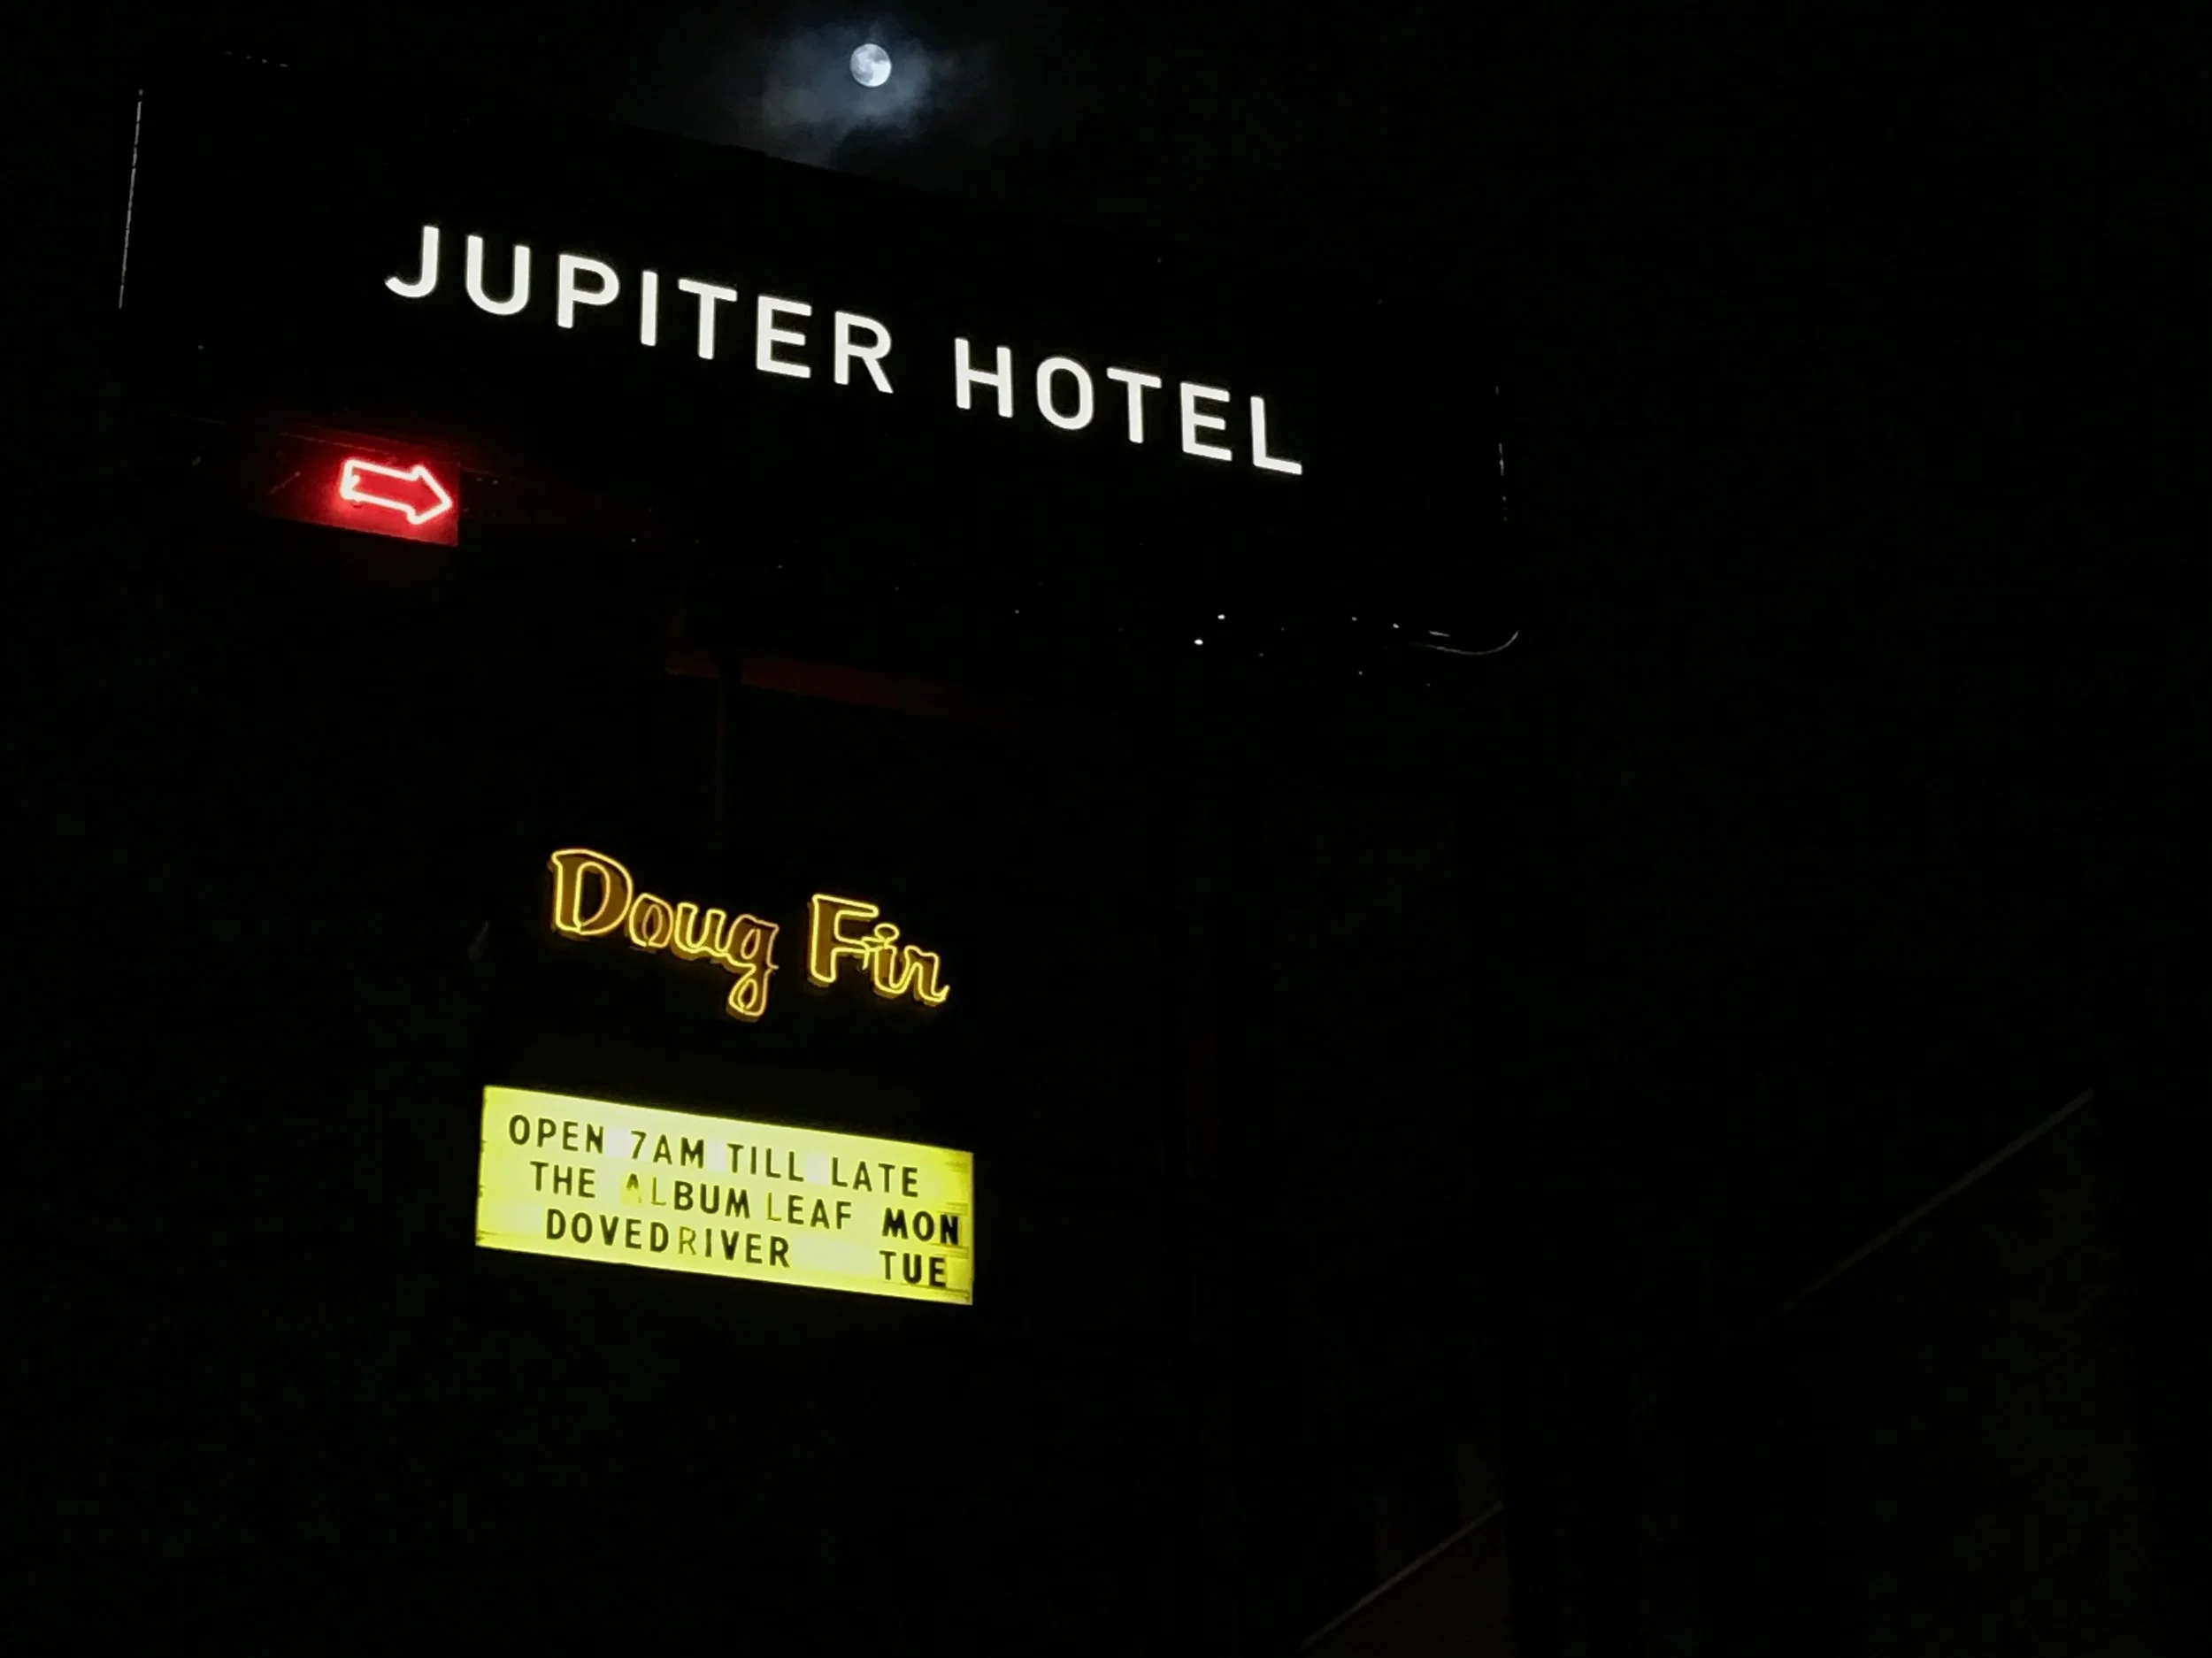 JUPITER HOTEL
Doug Fir
OPEN 7AM TILL LATE
THE ALBUM LEAF MON
DOVEDRIVER TUE